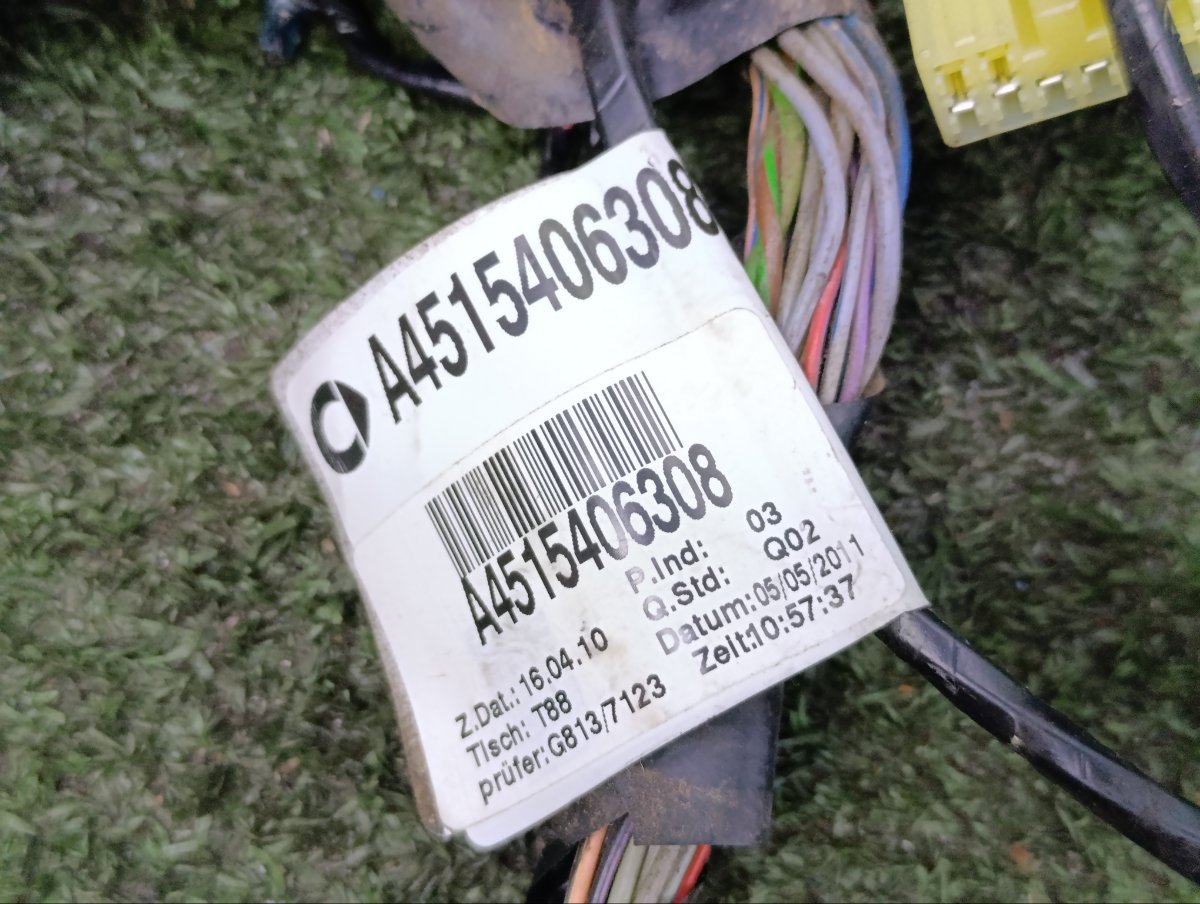 A4515406308
A4515406308
P.Ind: 03
Q.Std: Q02
Datum:05/05/2011
Zeit:10:57:37
Z.Dat.: 16.04.10
Tisch: T88
prüfer:G813/7123